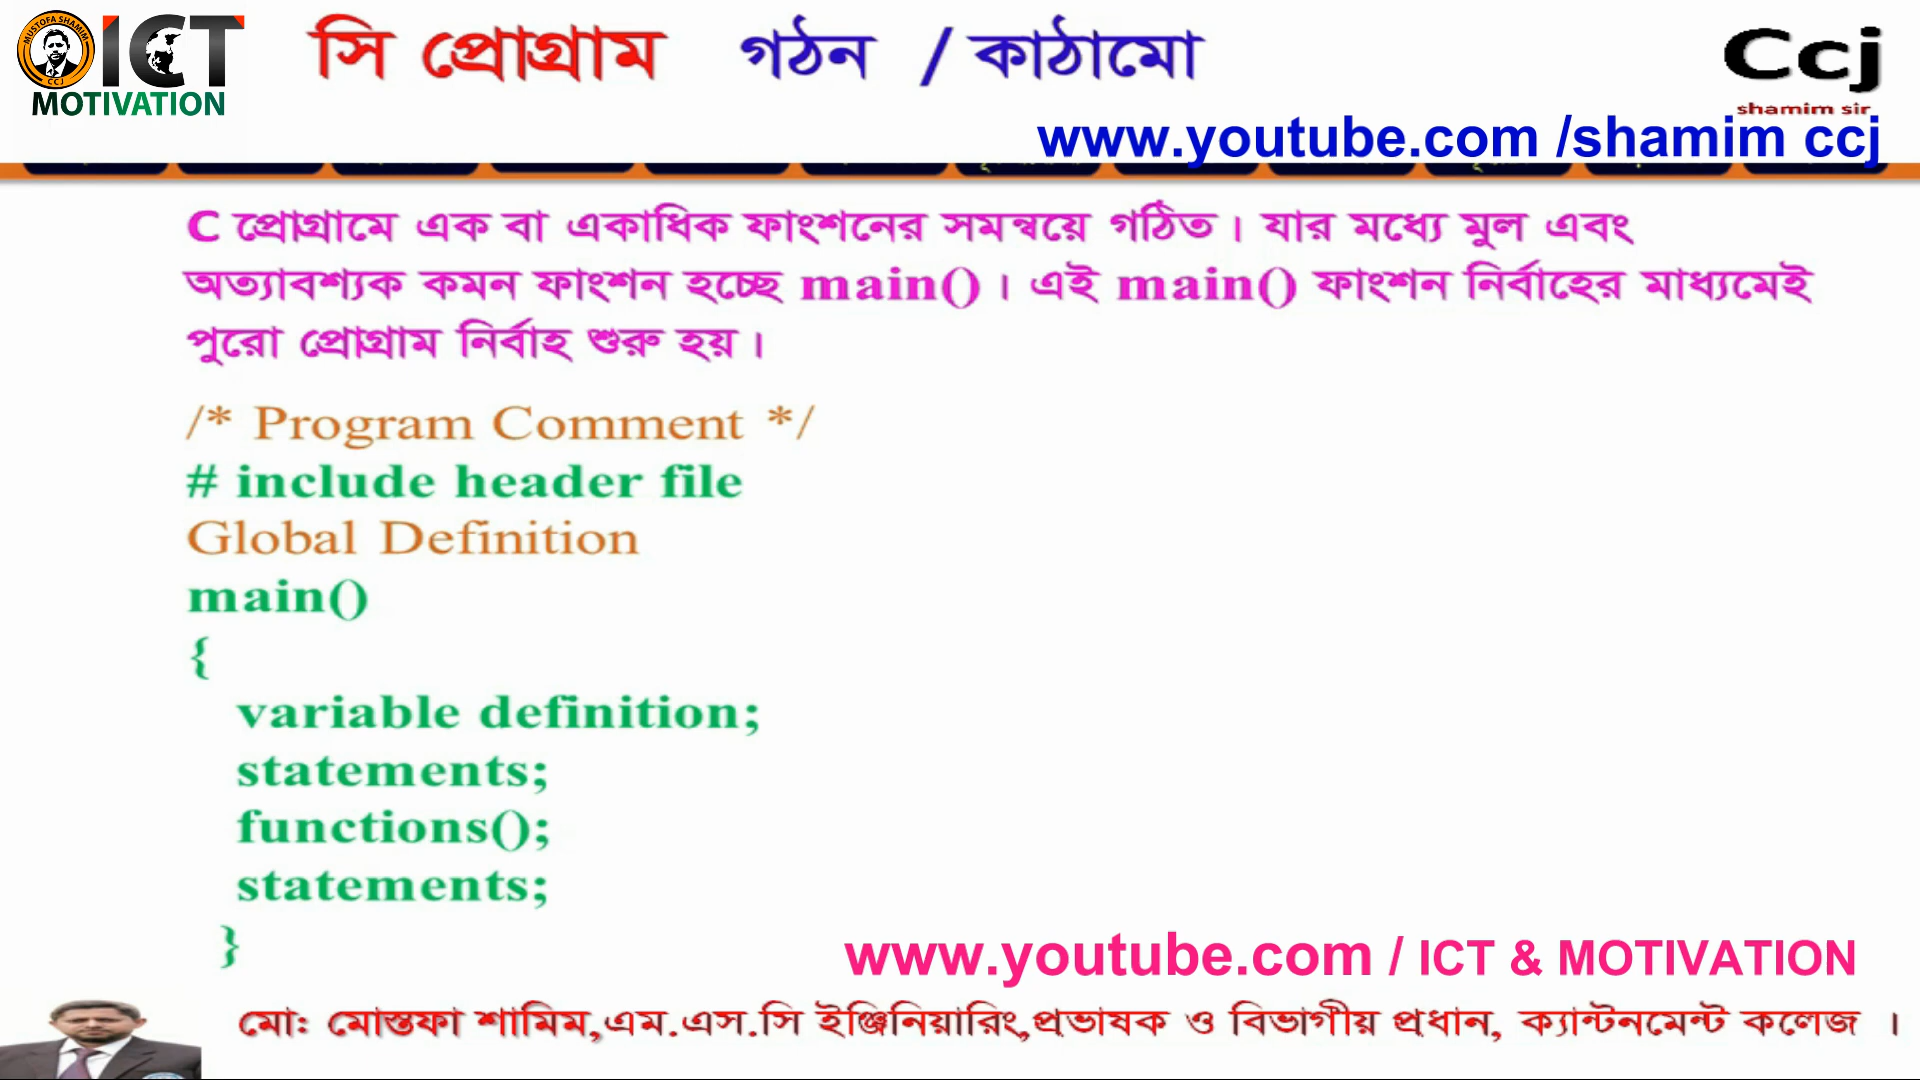 MUSTOFA SHAMIM
CCJ
ICT
MOTIVATION
সি প্রোগ্রাম গঠন / কাঠামো
Ccj
shamim sir
www.youtube.com /shamim ccj
C প্রোগ্রামে এক বা একাধিক ফাংশনের সমন্বয়ে গঠিত। যার মধ্যে মুল এবং
অত্যাবশ্যক কমন ফাংশন হচ্ছে main()। এই main() ফাংশন নির্বাহের মাধ্যমেই
পুরো প্রোগ্রাম নির্বাহ শুরু হয়।
/* Program Comment */
# include header file
Global Definition
main()
{
variable definition;
statements;
functions();
statements;
}
www.youtube.com / ICT & MOTIVATION
মোঃ মোস্তফা শামিম,এম.এস.সি ইঞ্জিনিয়ারিং,প্রভাষক ও বিভাগীয় প্রধান, ক্যান্টনমেন্ট কলেজ ।